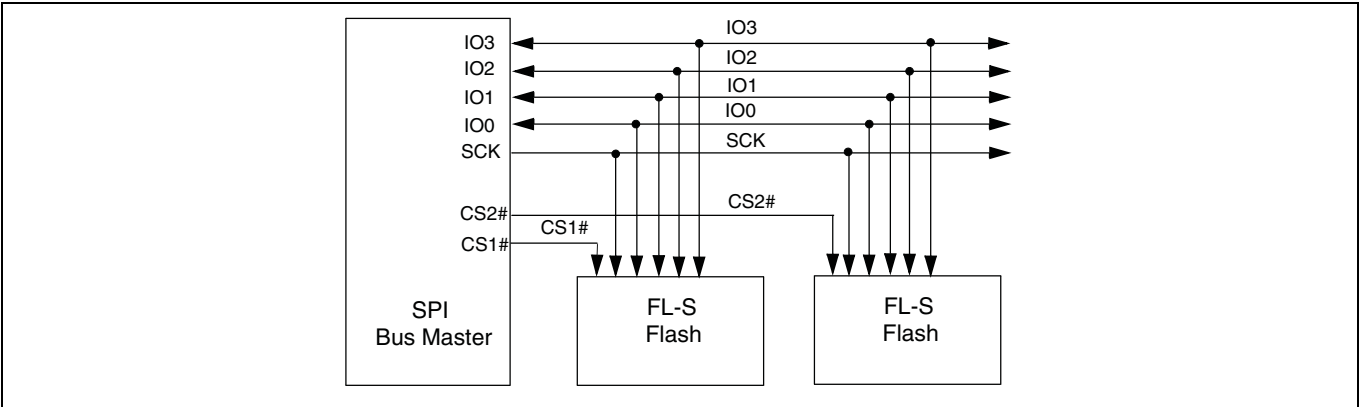 IO3
IO3
IO2
IO2
IO1
IO1
IO0
IO0
SCK
SCK
CS2#
CS2#
CS1#
CS1#
SPI
Bus Master
FL-S
Flash
FL-S
Flash